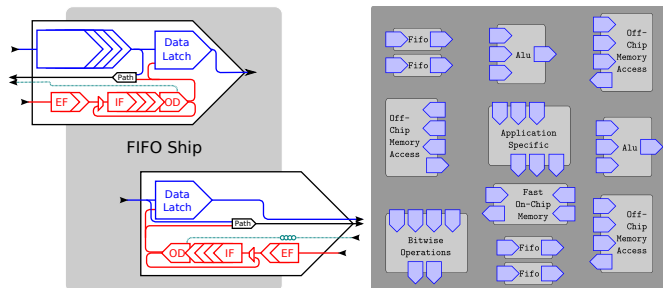 Data
Latch
Path
EF
IF
OD
FIFO Ship
Data
Latch
Path
OD
IF
EF
Fifo
Fifo
Alu
Off-
Chip
Memory
Access
Off-
Chip
Memory
Access
Application
Specific
Alu
Fast
On-Chip
Memory
Off-
Chip
Memory
Access
Bitwise
Operations
Fifo
Fifo